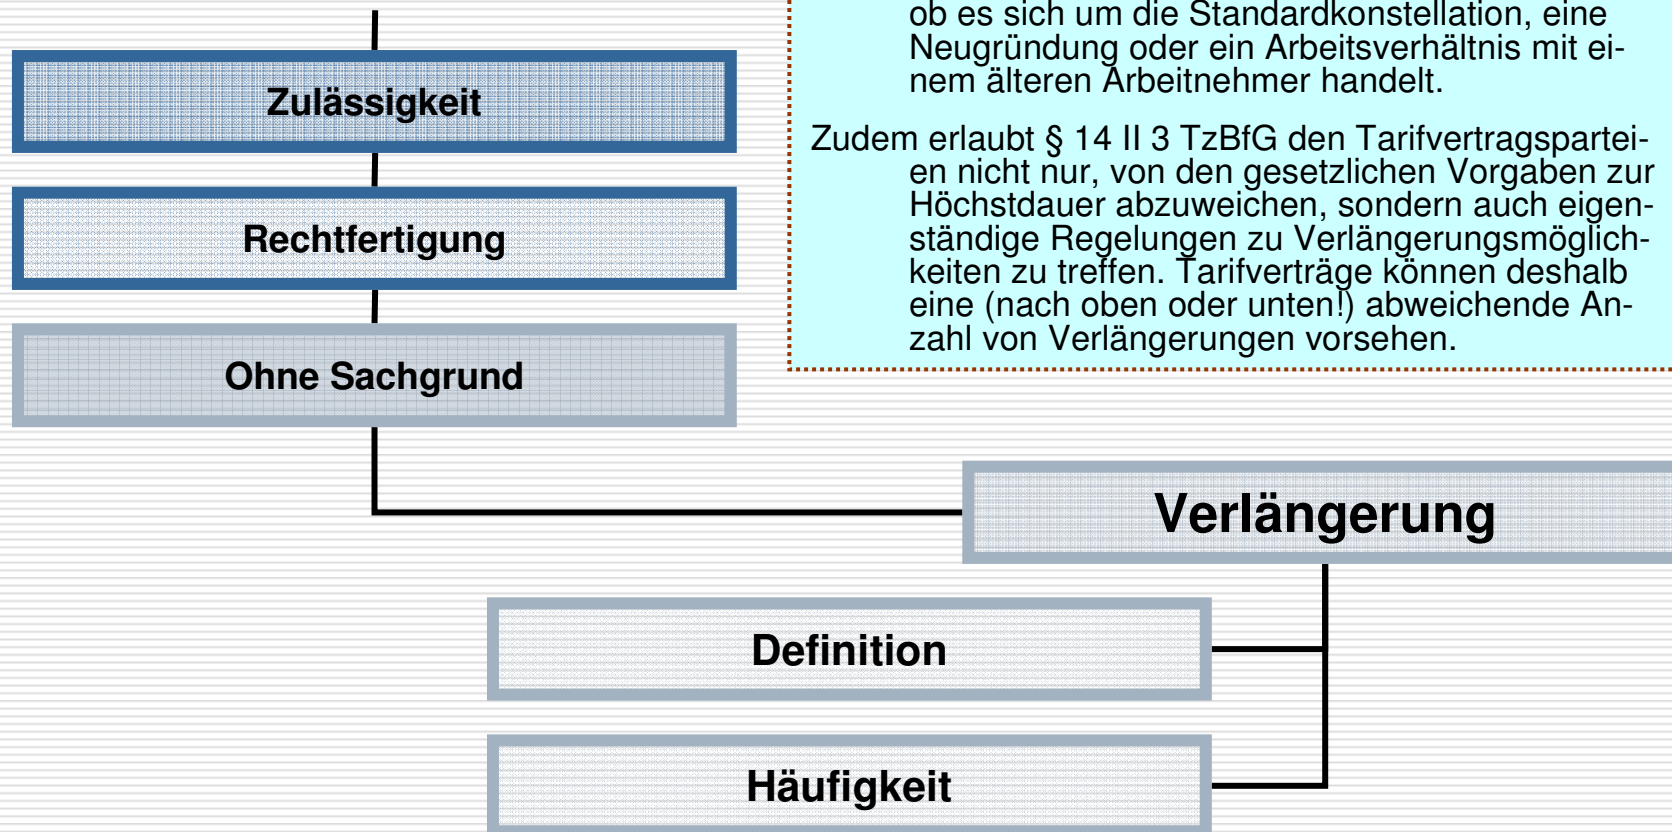 ob es sich um die Standardkonstellation, eine
Neugründung oder ein Arbeitsverhältnis mit ei-
nem älteren Arbeitnehmer handelt.
Zudem erlaubt § 14 II 3 TzBfG den Tarifvertragspartei-
en nicht nur, von den gesetzlichen Vorgaben zur
Höchstdauer abzuweichen, sondern auch eigen-
ständige Regelungen zu Verlängerungsmöglich-
keiten zu treffen. Tarifverträge können deshalb
eine (nach oben oder unten!) abweichende An-
zahl von Verlängerungen vorsehen.
Zulässigkeit
Rechtfertigung
Ohne Sachgrund
Verlängerung
Definition
Häufigkeit